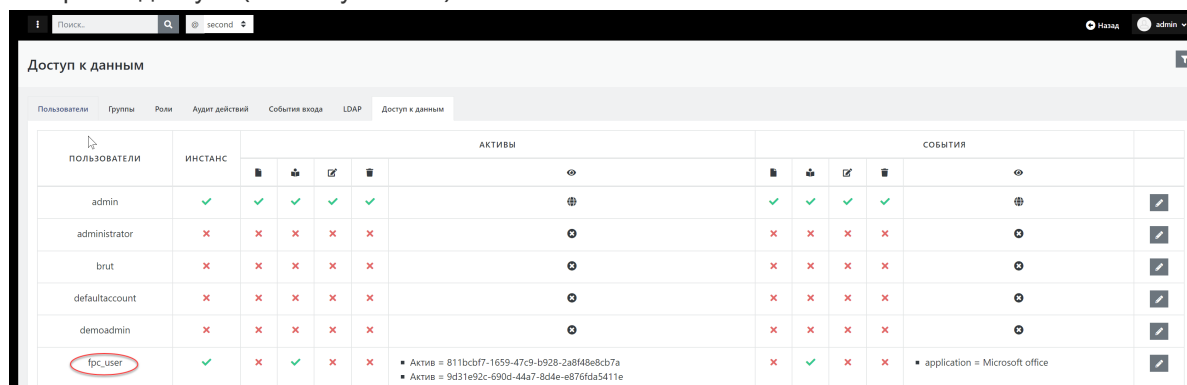 Поиск.. @ second Назад admin
Доступ к данным
Пользователи Группы Роли Аудит действий События входа LDAP Доступ к данным
ПОЛЬЗОВАТЕЛИ ИНСТАНС АКТИВЫ СОБЫТИЯ
admin
administrator
brut
defaultaccount
demoadmin
fpc_user Актив = 811bcbf7-1659-47c9-b928-2a8f48e8cb7a application = Microsoft office
Актив = 9d31e92c-690d-44a7-8d4e-e876fda5411e